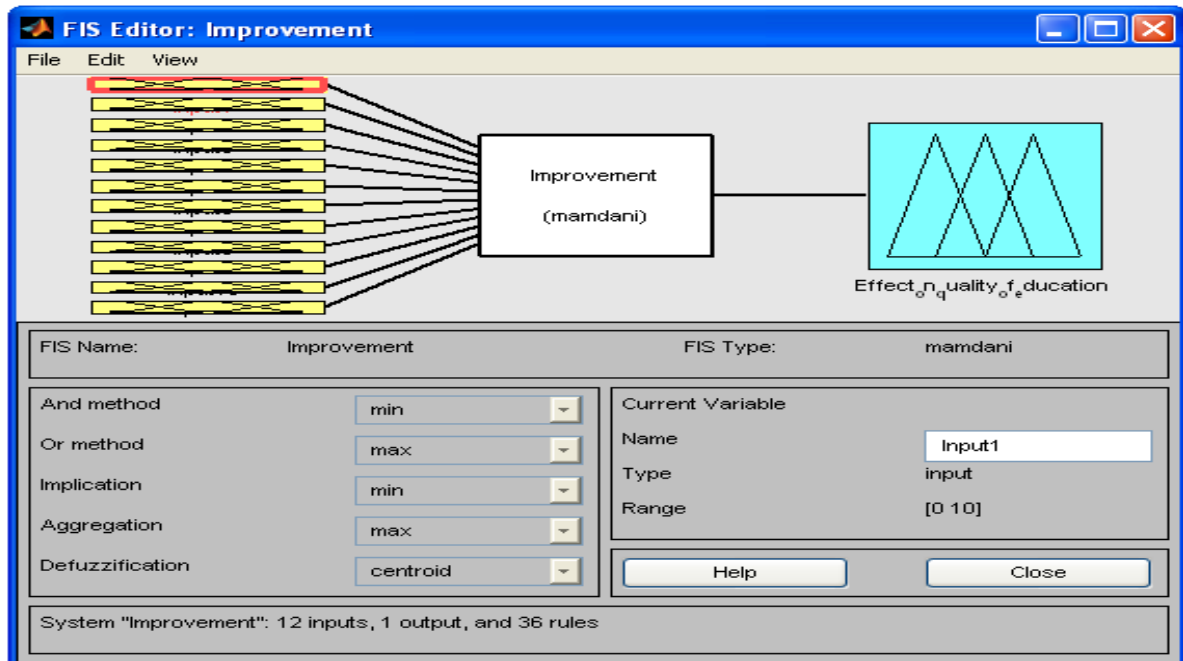 FIS Editor: Improvement
File Edit View
Improvement
(mamdani)
Effect_on_quality_of_education
FIS Name: Improvement FIS Type: mamdani
And method min
Or method max
Implication min
Aggregation max
Defuzzification centroid
Current Variable
Name Input1
Type input
Range [0 10]
Help Close
System "Improvement": 12 inputs, 1 output, and 36 rules